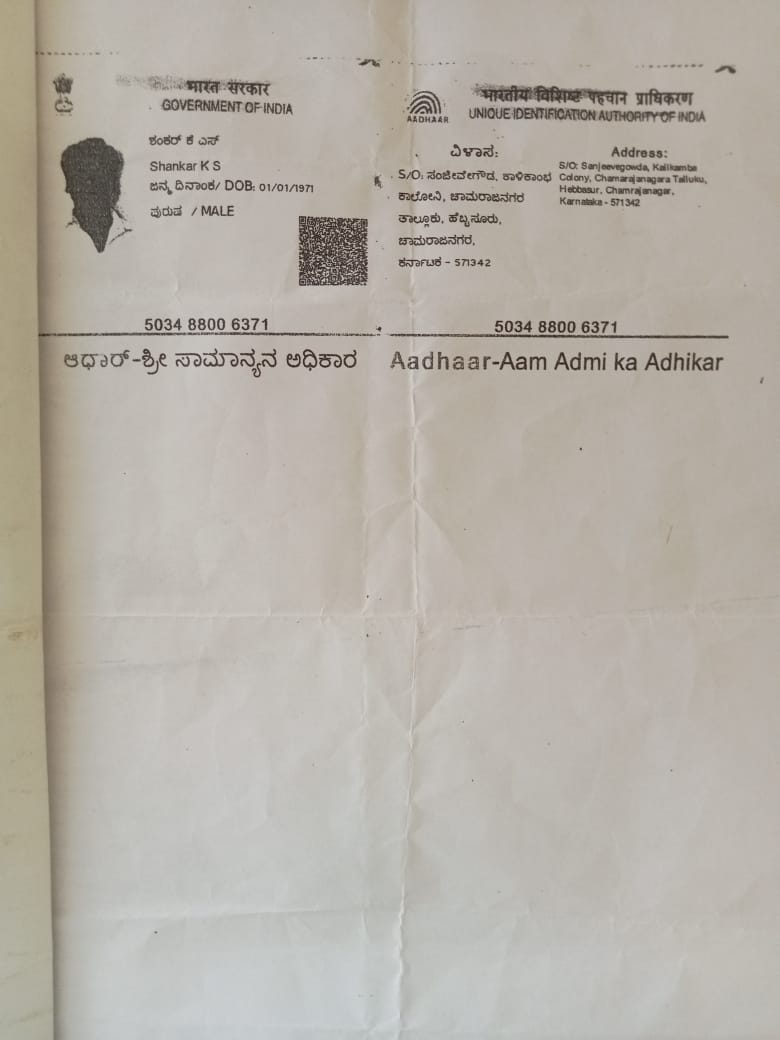 भारत सरकार
GOVERNMENT OF INDIA
ಶಂಕರ್ ಕೆ ಎಸ್
Shankar K S
ಜನ್ಮ ದಿನಾಂಕ/ DOB: 01/01/1971
ಪುರುಷ / MALE
5034 8800 6371
ಆಧಾರ್-ಶ್ರೀ ಸಾಮಾನ್ಯನ ಅಧಿಕಾರ
भारतीय विशिष्ट पहचान प्राधिकरण
UNIQUE IDENTIFICATION AUTHORITY OF INDIA
AADHAAR
ವಿಳಾಸ:
S/O: ಸಂಜೀವೇಗೌಡ, ಕಾಳಿಕಾಂಭ
ಕಾಲೋನಿ, ಚಾಮರಾಜನಗರ
ತಾಲ್ಲೂಕು, ಹೆಬ್ಬಸೂರು,
ಚಾಮರಾಜನಗರ,
ಕರ್ನಾಟಕ - 571342
Address:
S/O: Sanjeevegowda, Kalikamba
Colony, Chamarajanagara Talluku,
Hebbasur, Chamrajanagar,
Karnataka - 571342
5034 8800 6371
Aadhaar-Aam Admi ka Adhikar